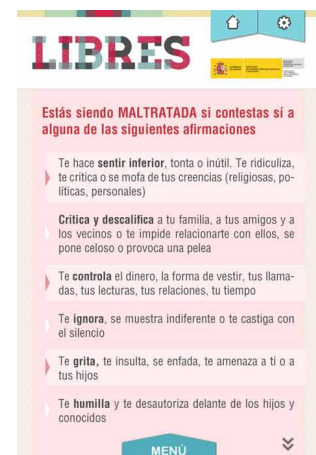 LIBRES
Estás siendo MALTRATADA si contestas sí a
alguna de las siguientes afirmaciones
Te hace sentir inferior, tonta o inútil. Te ridiculiza,
te critica o se mofa de tus creencias (religiosas, po-
líticas, personales)
Critica y descalifica a tu familia, a tus amigos y a
los vecinos o te impide relacionarte con ellos, se
pone celoso o provoca una pelea
Te controla el dinero, la forma de vestir, tus llama-
das, tus lecturas, tus relaciones, tu tiempo
Te ignora, se muestra indiferente o te castiga con
el silencio
Te grita, te insulta, se enfada, te amenaza a ti o a
tus hijos
Te humilla y te desautoriza delante de los hijos y
conocidos
MENÚ